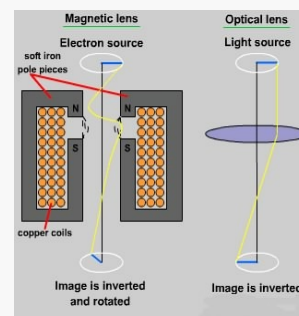 Magnetic lens
Optical lens
Electron source
Light source
soft iron
pole pieces
N
N
S
S
copper coils
Image is inverted
and rotated
Image is inverted